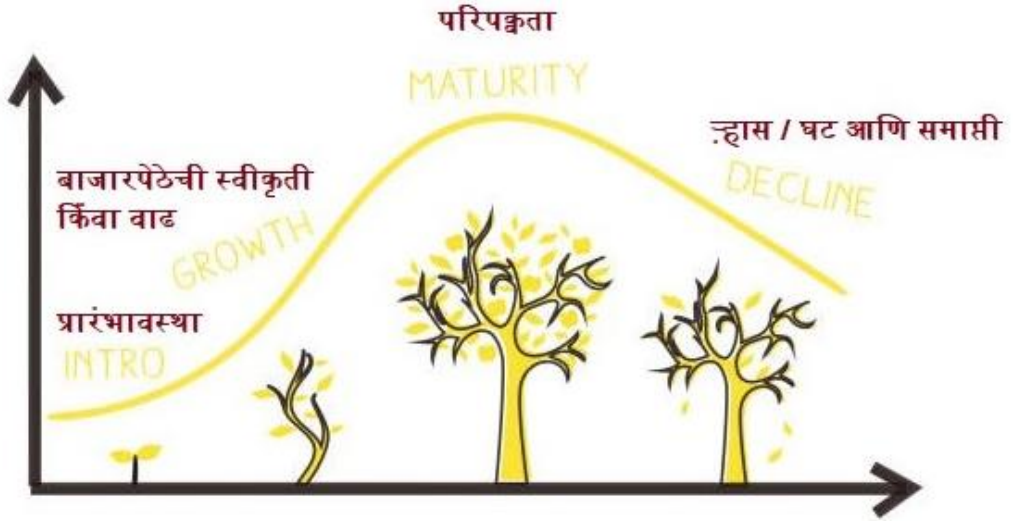 परिपक्वता
MATURITY
ऱ्हास / घट आणि समाप्ती
DECLINE
बाजारपेठेची स्वीकृती
किंवा वाढ
GROWTH
प्रारंभावस्था
INTRO